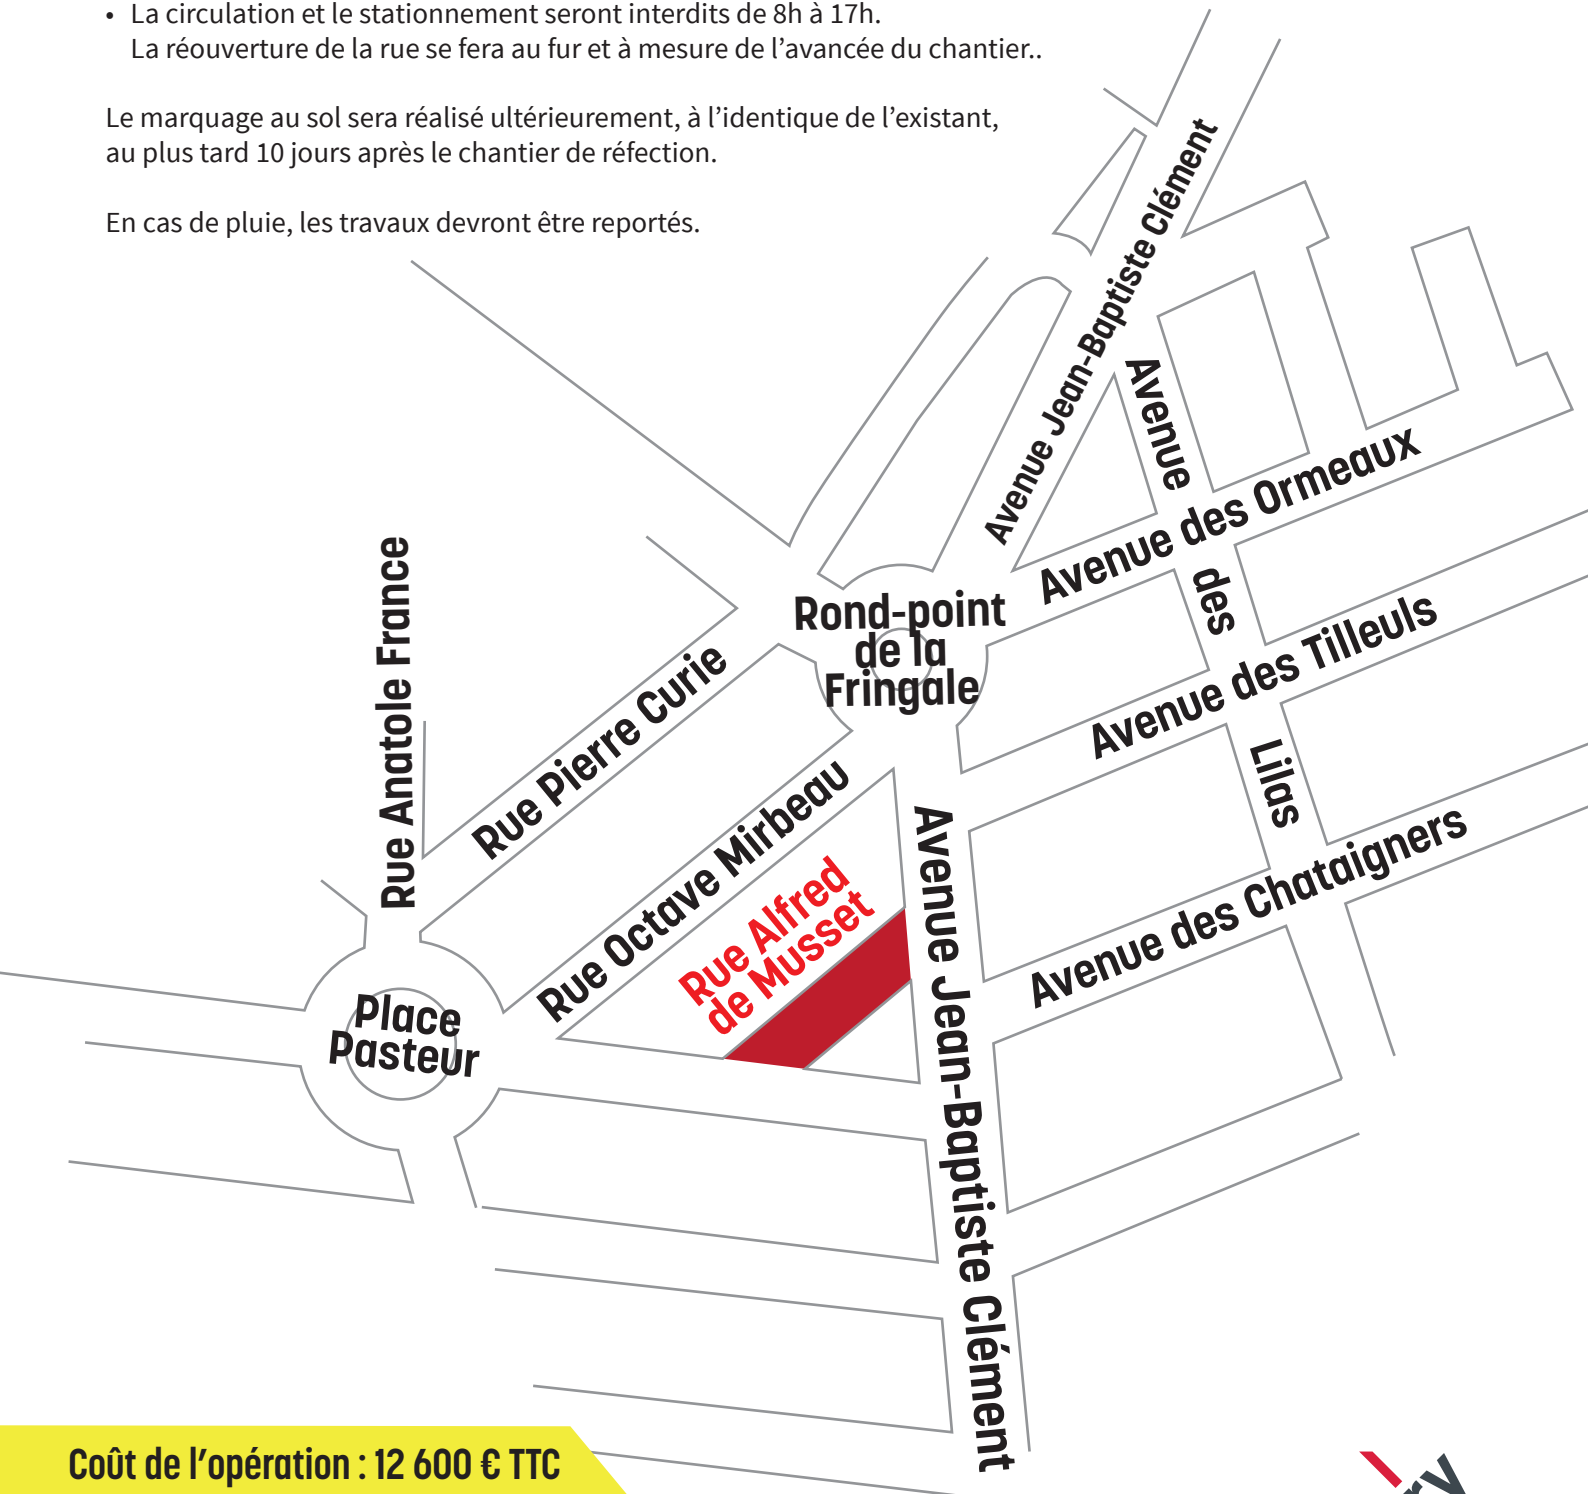 • La circulation et le stationnement seront interdits de 8h à 17h.
La réouverture de la rue se fera au fur et à mesure de l’avancée du chantier..
Le marquage au sol sera réalisé ultérieurement, à l’identique de l’existant,
au plus tard 10 jours après le chantier de réfection.
En cas de pluie, les travaux devront être reportés.
Avenue Jean-Baptiste Clément
Avenue des Lilas
Avenue des Ormeaux
Rue Anatole France
Rond-point
de la
Fringale
Avenue des Tilleuls
Rue Pierre Curie
Rue Octave Mirbeau
Avenue des Chataigners
Rue Alfred
de Musset
Avenue Jean-Baptiste Clément
Place
Pasteur
Coût de l’opération : 12 600 € TTC